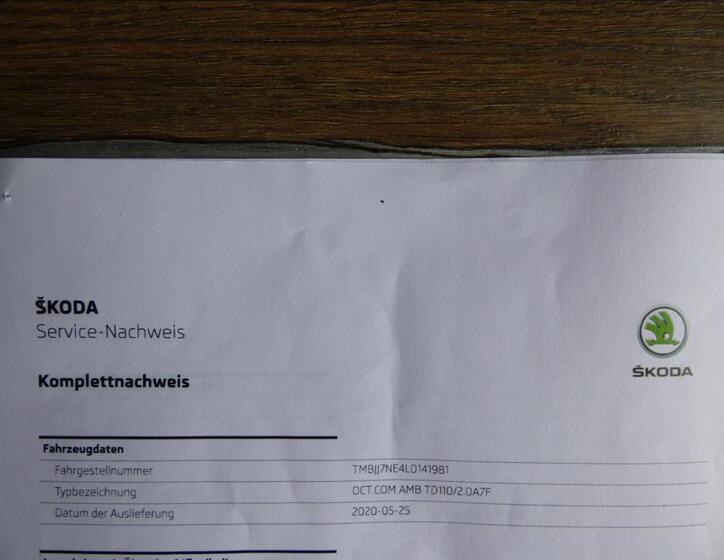 ŠKODA
Service-Nachweis
ŠKODA
Komplettnachweis
Fahrzeugdaten
Fahrgestellnummer TMBJJ7NE4L0141981
Typbezeichnung OCT.COM AMB TD110/2.0A7F
Datum der Auslieferung 2020-05-25